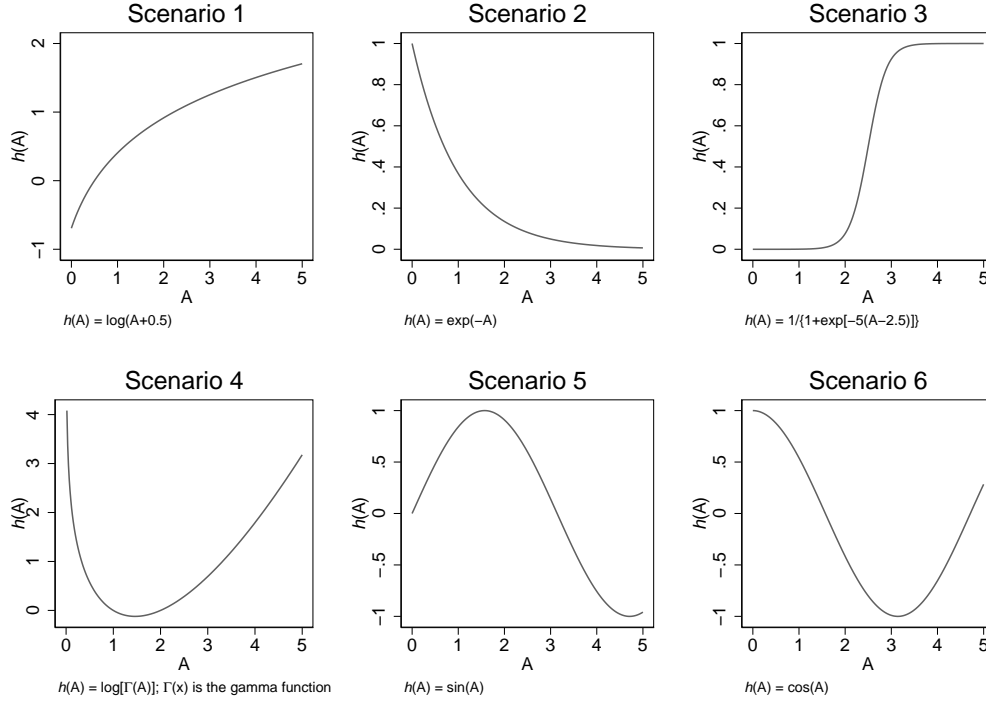 Scenario 1
Scenario 2
Scenario 3
2
1
0
−1
h(A)
0 1 2 3 4 5
A
h(A) = log(A+0.5)
1
.8
.6
.4
.2
0
h(A)
0 1 2 3 4 5
A
h(A) = exp(−A)
1
.8
.6
.4
.2
0
h(A)
0 1 2 3 4 5
A
h(A) = 1/{1+exp[−5(A−2.5)]}
Scenario 4
Scenario 5
Scenario 6
4
3
2
1
0
h(A)
0 1 2 3 4 5
A
h(A) = log[Γ(A)]; Γ(x) is the gamma function
1
.5
0
−.5
−1
h(A)
0 1 2 3 4 5
A
h(A) = sin(A)
1
.5
0
−.5
−1
h(A)
0 1 2 3 4 5
A
h(A) = cos(A)